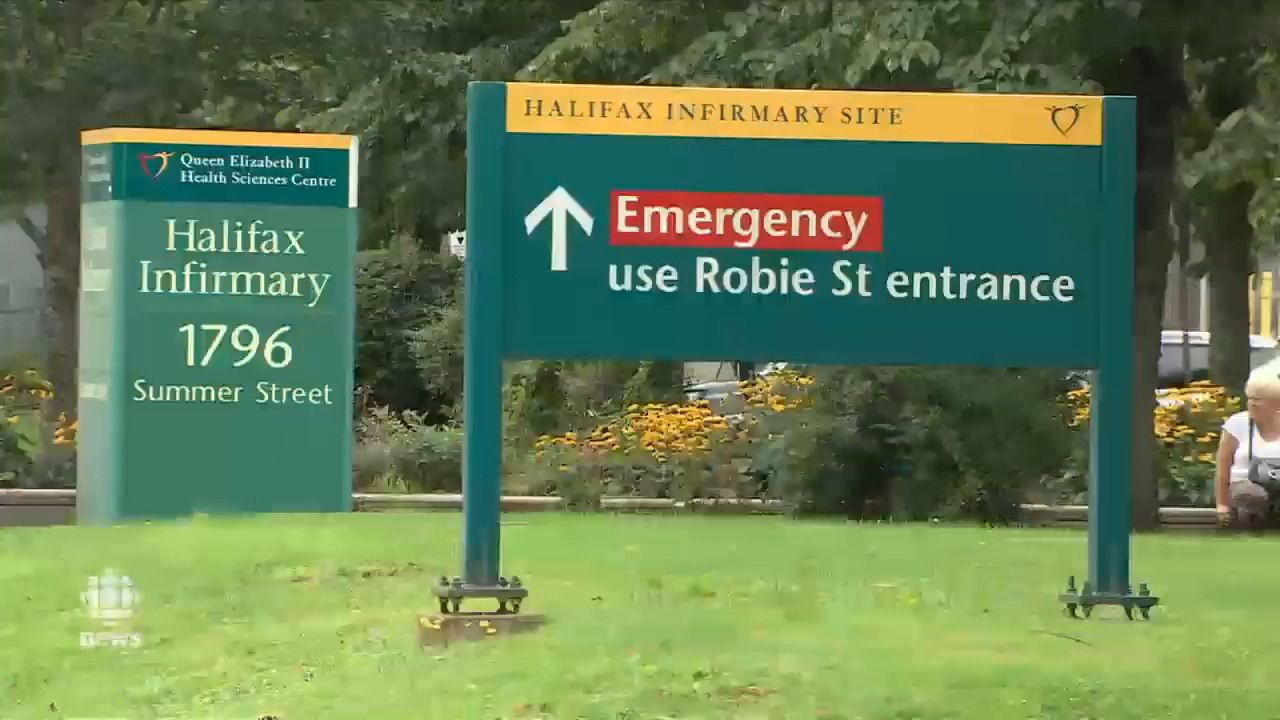 Queen Elizabeth II
Health Sciences Centre
Halifax
Infirmary
1796
Summer Street
HALIFAX INFIRMARY SITE
Emergency
use Robie St entrance
news